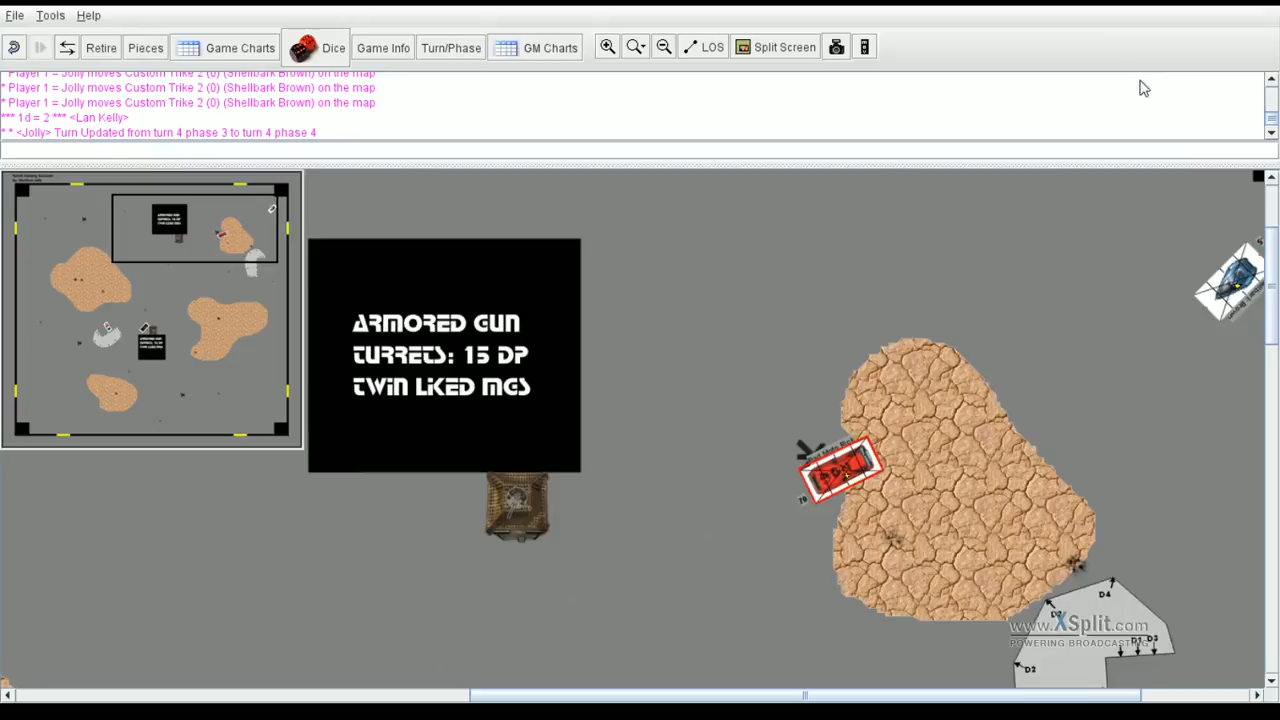 File Tools Help
Retire Pieces Game Charts Dice Game Info Turn/Phase GM Charts LOS Split Screen
* Player 1 = Jolly moves Custom Trike 2 (0) (Shellbark Brown) on the map
* Player 1 = Jolly moves Custom Trike 2 (0) (Shellbark Brown) on the map
* Player 1 = Jolly moves Custom Trike 2 (0) (Shellbark Brown) on the map
*** 1d = 2 *** <Lan Kelly>
* * <Jolly> Turn Updated from turn 4 phase 3 to turn 4 phase 4
ARMORED GUN
TURRETS: 15 DP
TWIN LIKED MGS
D4
www.XSplit.com
POWERING BROADCASTING
D1 D3
D2